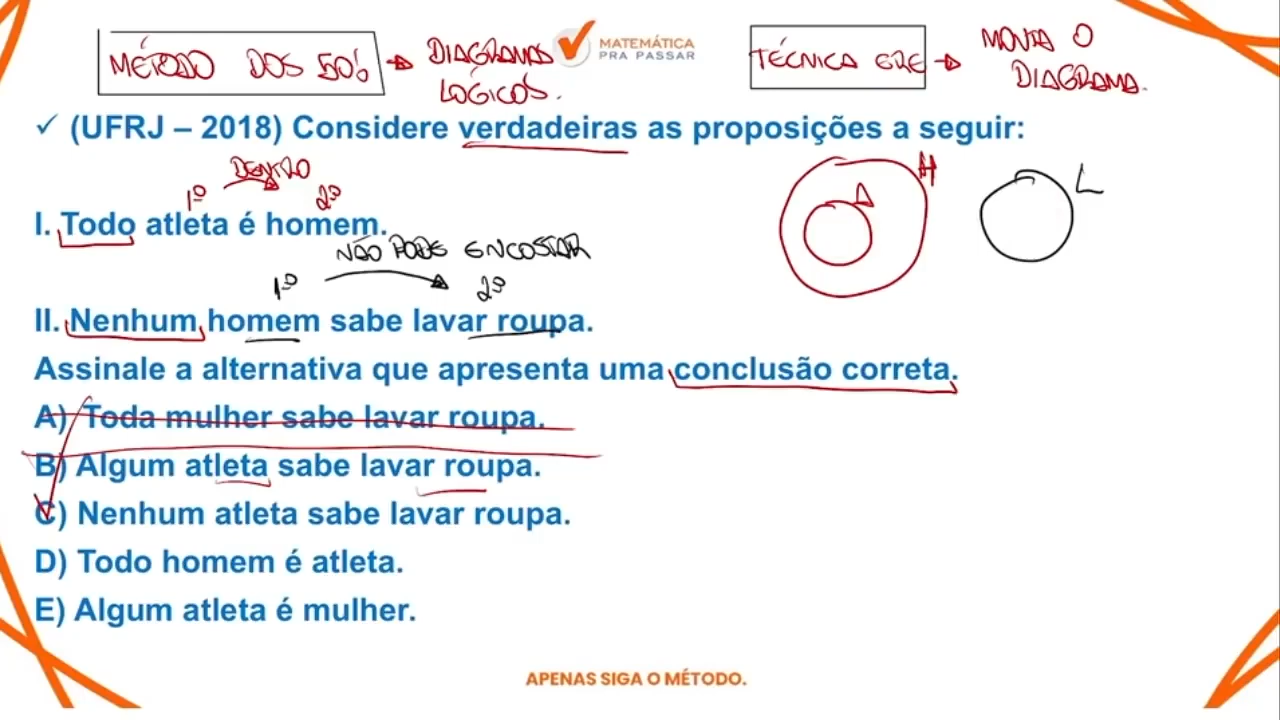 MÉTODO DOS 50%
DIAGRAMAS
LÓGICOS.
MATEMÁTICA
PRA PASSAR
TÉCNICA
MONTA O
DIAGRAMA.
(UFRJ – 2018) Considere verdadeiras as proposições a seguir:
DENTRO
1º 2º
H
A
L
I. Todo atleta é homem.
NÃO PODE ENCOSTAR
1º 2º
II. Nenhum homem sabe lavar roupa.
Assinale a alternativa que apresenta uma conclusão correta.
A) Toda mulher sabe lavar roupa.
B) Algum atleta sabe lavar roupa.
C) Nenhum atleta sabe lavar roupa.
D) Todo homem é atleta.
E) Algum atleta é mulher.
APENAS SIGA O MÉTODO.